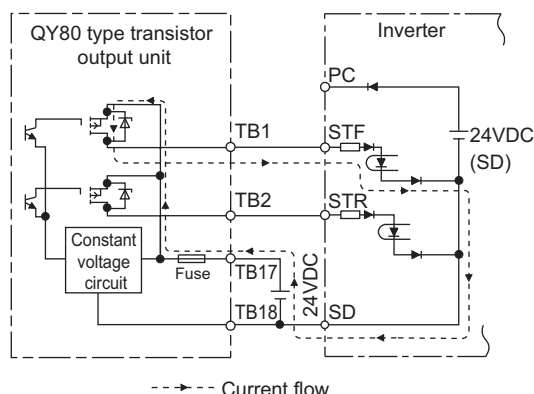 QY80 type transistor
output unit
Inverter
PC
TB1
STF
24VDC
(SD)
TB2
STR
Constant
voltage
circuit
Fuse
TB17
24VDC
TB18
SD
Current flow